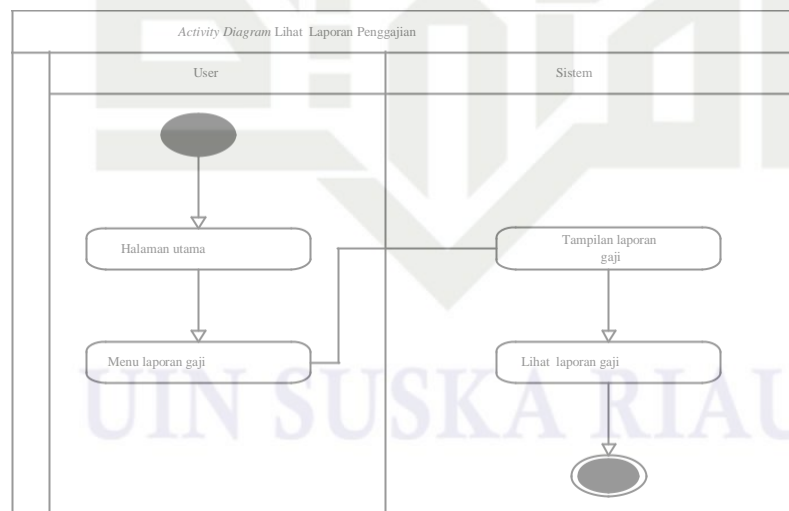 Activity Diagram Lihat Laporan Penggajian
User
Sistem
Halaman utama
Tampilan laporan
gaji
Menu laporan gaji
Lihat laporan gaji
UIN SUSKA RIAU